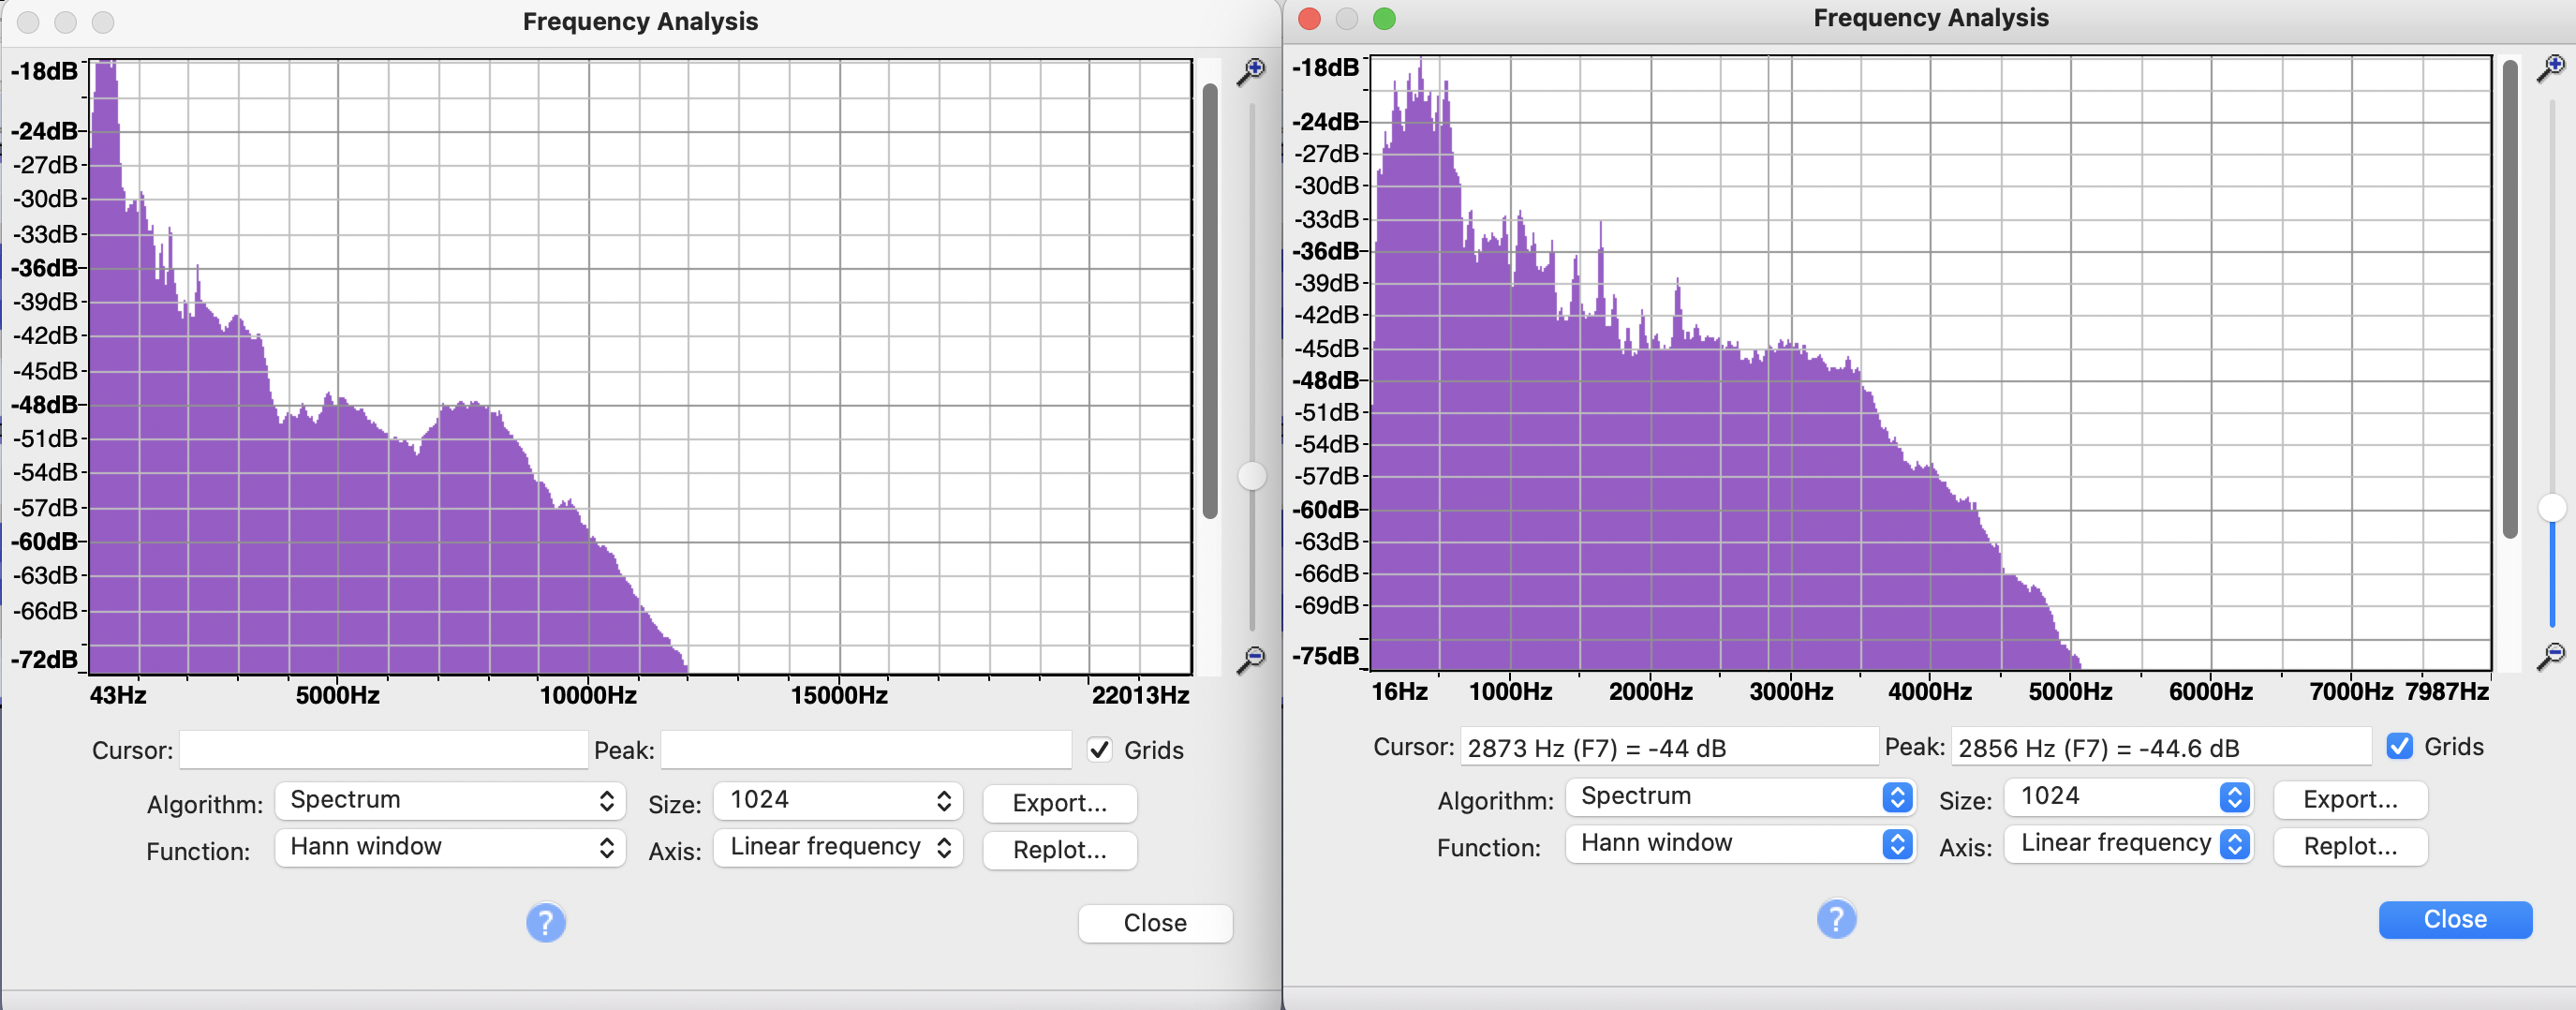 Frequency Analysis
-18dB
-24dB
-27dB
-30dB
-33dB
-36dB
-39dB
-42dB
-45dB
-48dB
-51dB
-54dB
-57dB
-60dB
-63dB
-66dB
-72dB
43Hz 5000Hz 10000Hz 15000Hz 22013Hz
Cursor: Peak: Grids
Algorithm: Spectrum Size: 1024 Export...
Function: Hann window Axis: Linear frequency Replot...
?
Close
Frequency Analysis
-18dB
-24dB
-27dB
-30dB
-33dB
-36dB
-39dB
-42dB
-45dB
-48dB
-51dB
-54dB
-57dB
-60dB
-63dB
-66dB
-69dB
-75dB
16Hz 1000Hz 2000Hz 3000Hz 4000Hz 5000Hz 6000Hz 7000Hz 7987Hz
Cursor: 2873 Hz (F7) = -44 dB Peak: 2856 Hz (F7) = -44.6 dB Grids
Algorithm: Spectrum Size: 1024 Export...
Function: Hann window Axis: Linear frequency Replot...
?
Close